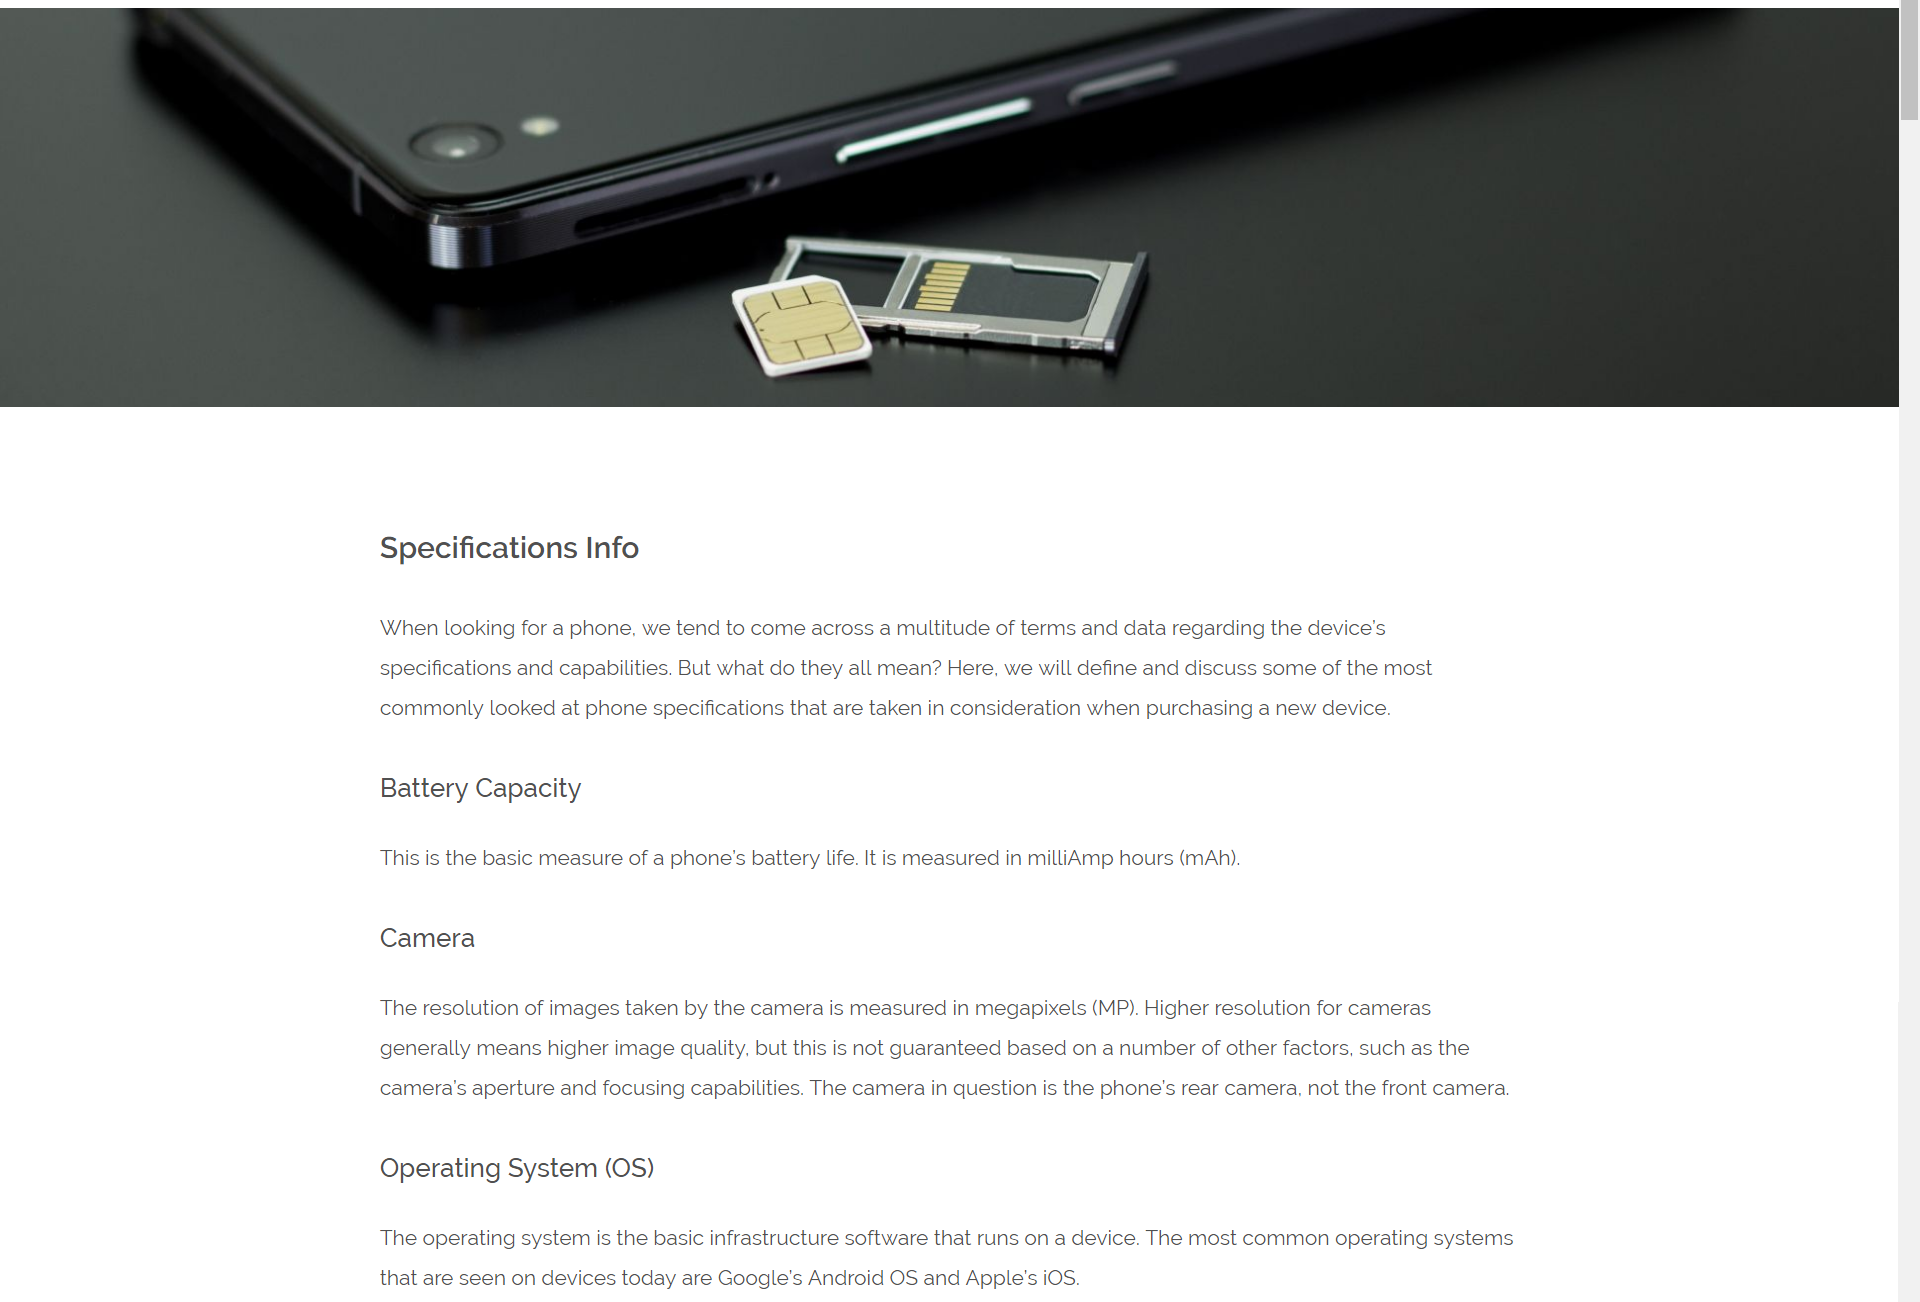 Specifications Info
When looking for a phone, we tend to come across a multitude of terms and data regarding the device’s
specifications and capabilities. But what do they all mean? Here, we will define and discuss some of the most
commonly looked at phone specifications that are taken in consideration when purchasing a new device.
Battery Capacity
This is the basic measure of a phone’s battery life. It is measured in milliAmp hours (mAh).
Camera
The resolution of images taken by the camera is measured in megapixels (MP). Higher resolution for cameras
generally means higher image quality, but this is not guaranteed based on a number of other factors, such as the
camera’s aperture and focusing capabilities. The camera in question is the phone’s rear camera, not the front camera.
Operating System (OS)
The operating system is the basic infrastructure software that runs on a device. The most common operating systems
that are seen on devices today are Google’s Android OS and Apple’s iOS.